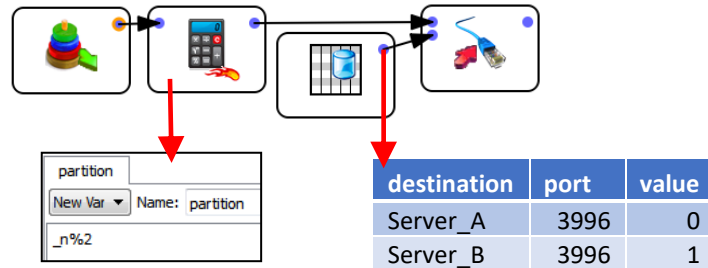 partition
New Var Name: partition
_n%2
destination port value
Server_A 3996 0
Server_B 3996 1